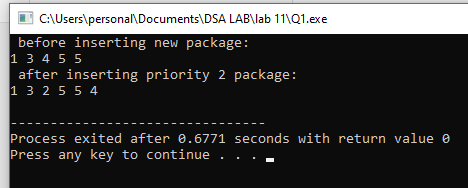 C:\Users\personal\Documents\DSA LAB\lab 11\Q1.exe
before inserting new package:
1 3 4 5 5
after inserting priority 2 package:
1 3 2 5 5 4
--------------------------------
Process exited after 0.6771 seconds with return value 0
Press any key to continue . . .